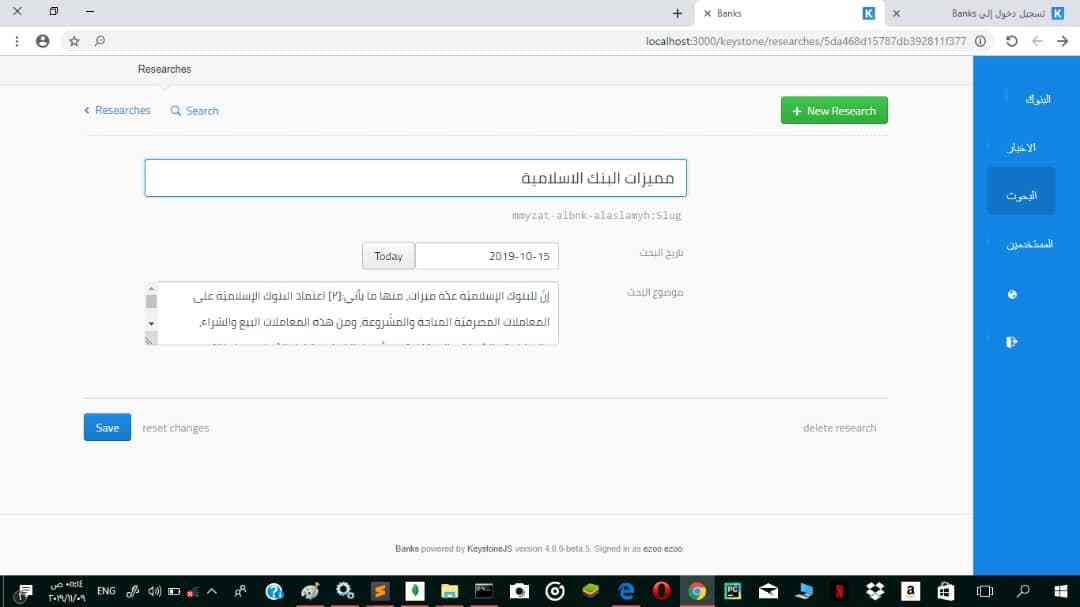 Banks
تسجيل دخول إلي Banks
localhost:3000/keystone/researches/5da468d15787db392811f377
Researches
البنوك
Researches
Search
+ New Research
الاخبار
مميزات البنك الاسلامية
البحوث
mmyzat-albnk-alaslamyh:Slug
تاريخ البحث
2019-10-15
Today
المستخدمين
موضوع البحث
إنّ للبنوك الإسلاميّة عدّة ميزات، منها ما يأتي:[٢] اعتماد البنوك الإسلاميّة على
المعاملات المصرفيّة المباحة والمشروعة، ومن هذه المعاملات البيع والشراء،
Save
reset changes
delete research
Banks powered by KeystoneJS version 4.0.0-beta.5. Signed in as ezoo ezoo.
ENG
٠٥:١٤ ص
٢٠١٩/١١/٠٩